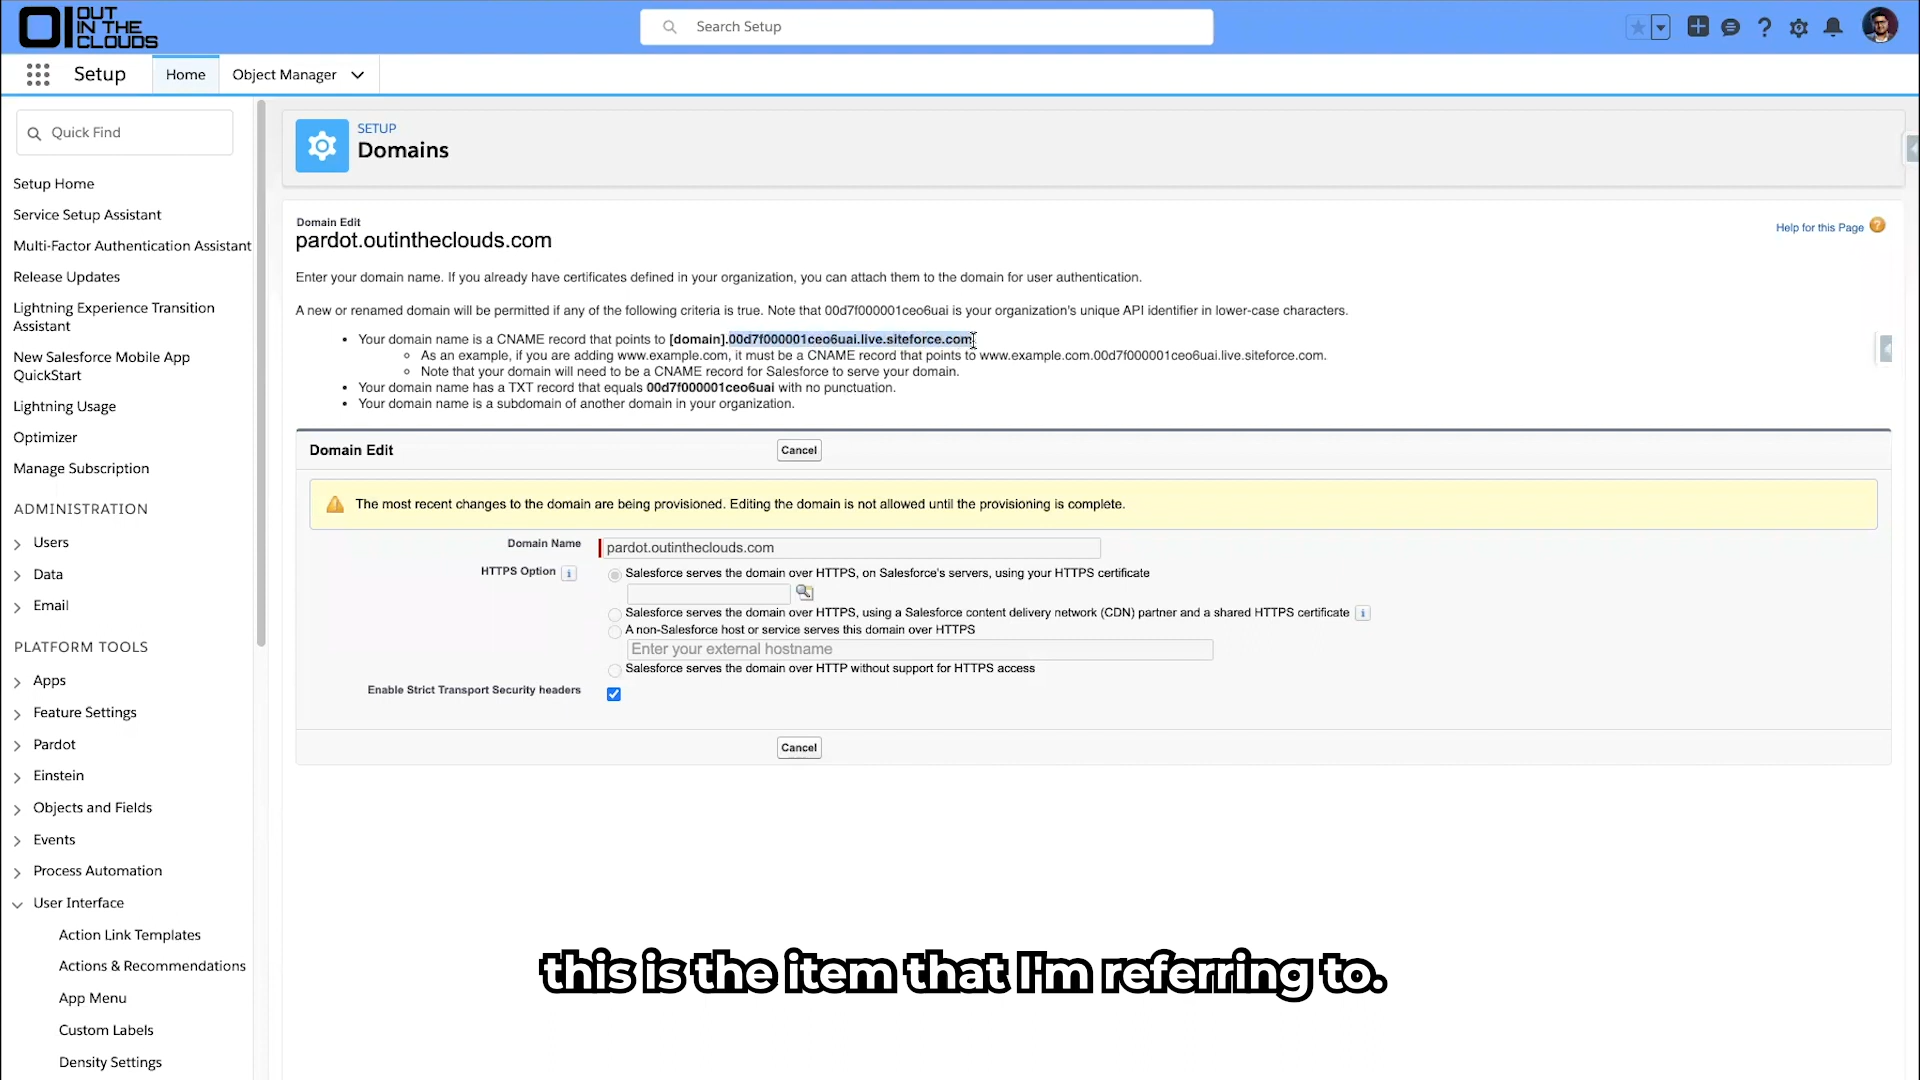 OUT
IN THE
CLOUDS
Search Setup
Setup
Home
Object Manager
Quick Find
Setup Home
Service Setup Assistant
Multi-Factor Authentication Assistant
Release Updates
Lightning Experience Transition
Assistant
New Salesforce Mobile App
QuickStart
Lightning Usage
Optimizer
Manage Subscription
ADMINISTRATION
Users
Data
Email
PLATFORM TOOLS
Apps
Feature Settings
Pardot
Einstein
Objects and Fields
Events
Process Automation
User Interface
Action Link Templates
Actions & Recommendations
App Menu
Custom Labels
Density Settings
SETUP
Domains
Domain Edit
pardot.outintheclouds.com
Help for this Page
Enter your domain name. If you already have certificates defined in your organization, you can attach them to the domain for user authentication.
A new or renamed domain will be permitted if any of the following criteria is true. Note that 00d7f000001ceo6uai is your organization's unique API identifier in lower-case characters.
• Your domain name is a CNAME record that points to [domain].00d7f000001ceo6uai.live.siteforce.com
As an example, if you are adding www.example.com, it must be a CNAME record that points to www.example.com.00d7f000001ceo6uai.live.siteforce.com.
Note that your domain will need to be a CNAME record for Salesforce to serve your domain.
• Your domain name has a TXT record that equals 00d7f000001ceo6uai with no punctuation.
• Your domain name is a subdomain of another domain in your organization.
Domain Edit
Cancel
The most recent changes to the domain are being provisioned. Editing the domain is not allowed until the provisioning is complete.
Domain Name
pardot.outintheclouds.com
HTTPS Option
Salesforce serves the domain over HTTPS, on Salesforce's servers, using your HTTPS certificate
Salesforce serves the domain over HTTPS, using a Salesforce content delivery network (CDN) partner and a shared HTTPS certificate
A non-Salesforce host or service serves this domain over HTTPS
Enter your external hostname
Salesforce serves the domain over HTTP without support for HTTPS access
Enable Strict Transport Security headers
Cancel
this is the item that I'm referring to.